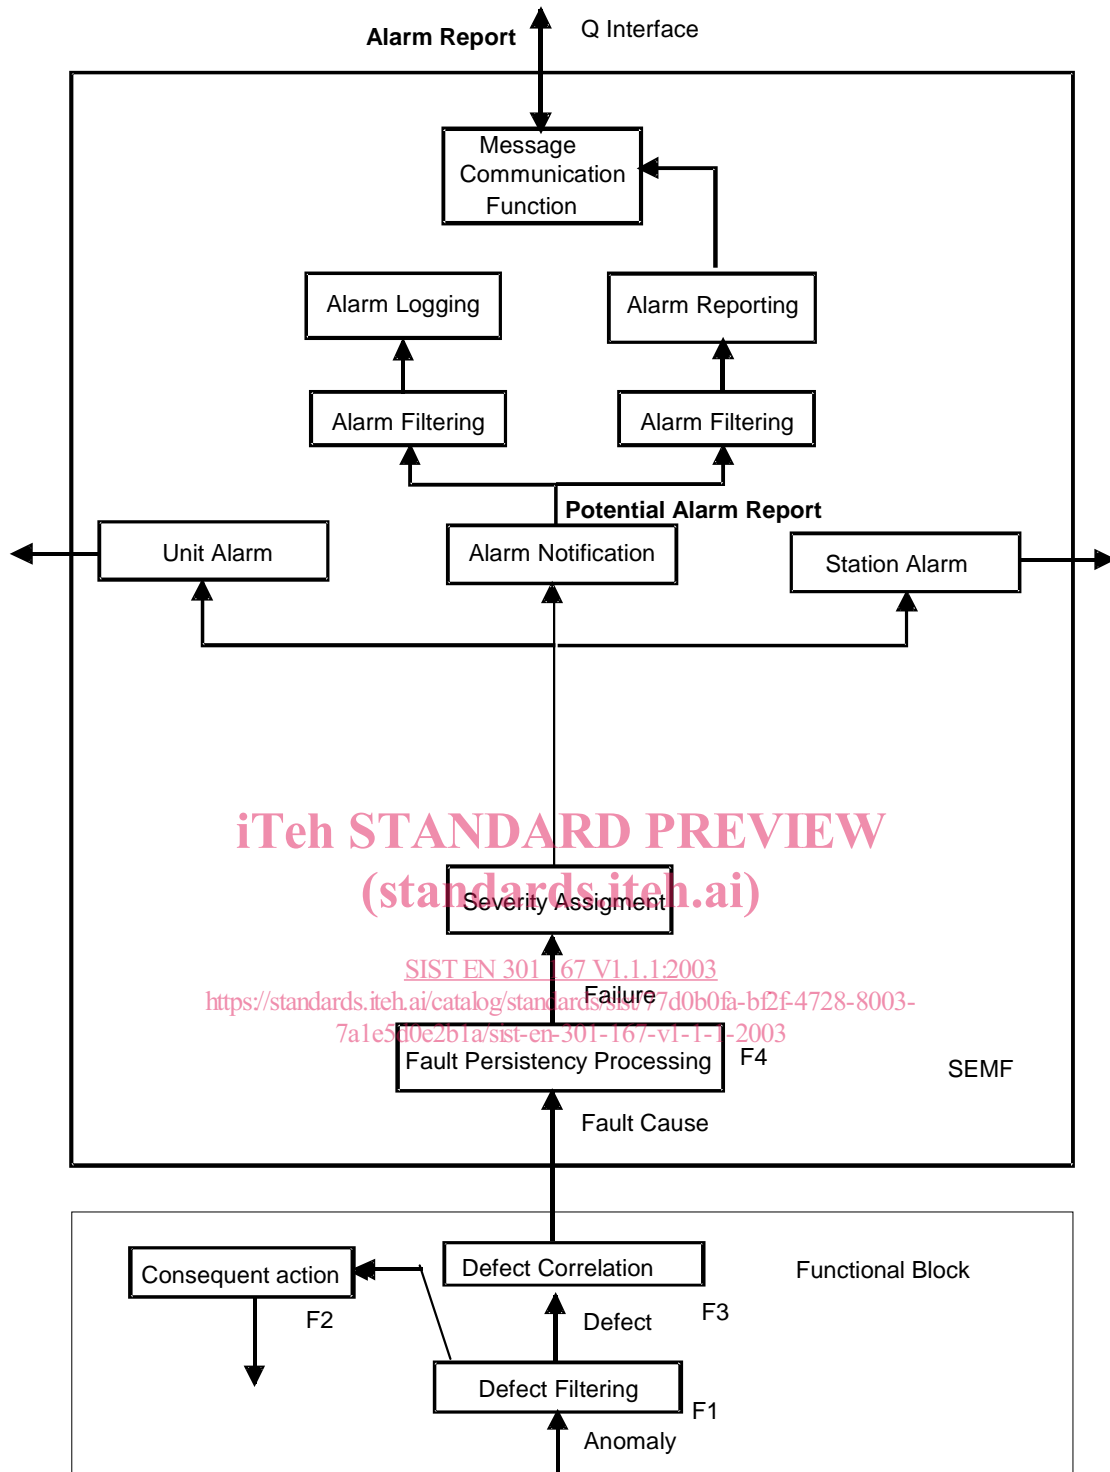 Alarm Report
Q Interface
Message
Communication
Function
Alarm Logging
Alarm Reporting
Alarm Filtering
Alarm Filtering
Potential Alarm Report
Unit Alarm
Alarm Notification
Station Alarm
iTeh STANDARD PREVIEW
(standards.iteh.ai)
Severity Assigment
SIST EN 301 167 V1.1.1:2003
Failure
https://standards.iteh.ai/catalog/standards/sist/77d0b0fa-bf2f-4728-8003-
7a1e5d0e2b1a/sist-en-301-167-v1-1-1-2003
Fault Persistency Processing
F4
SEMF
Fault Cause
Consequent action
Defect Correlation
Functional Block
F2
Defect
F3
Defect Filtering
F1
Anomaly